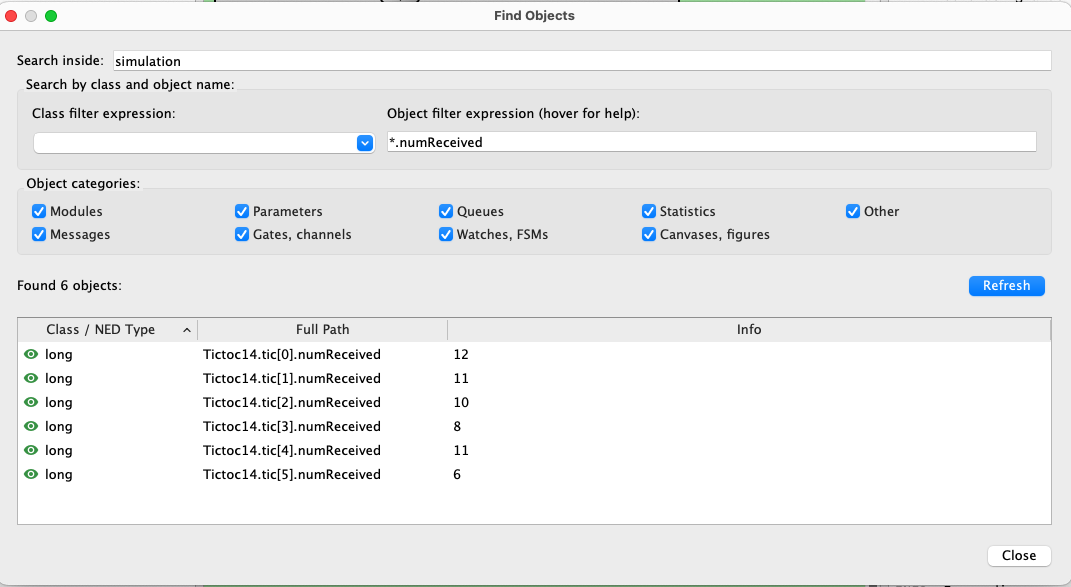 Find Objects
Search inside: simulation
Search by class and object name:
Class filter expression: Object filter expression (hover for help):
*.numReceived
Object categories:
Modules Parameters Queues Statistics Other
Messages Gates, channels Watches, FSMs Canvases, figures
Found 6 objects: Refresh
Class / NED Type Full Path Info
long Tictoc14.tic[0].numReceived 12
long Tictoc14.tic[1].numReceived 11
long Tictoc14.tic[2].numReceived 10
long Tictoc14.tic[3].numReceived 8
long Tictoc14.tic[4].numReceived 11
long Tictoc14.tic[5].numReceived 6
Close